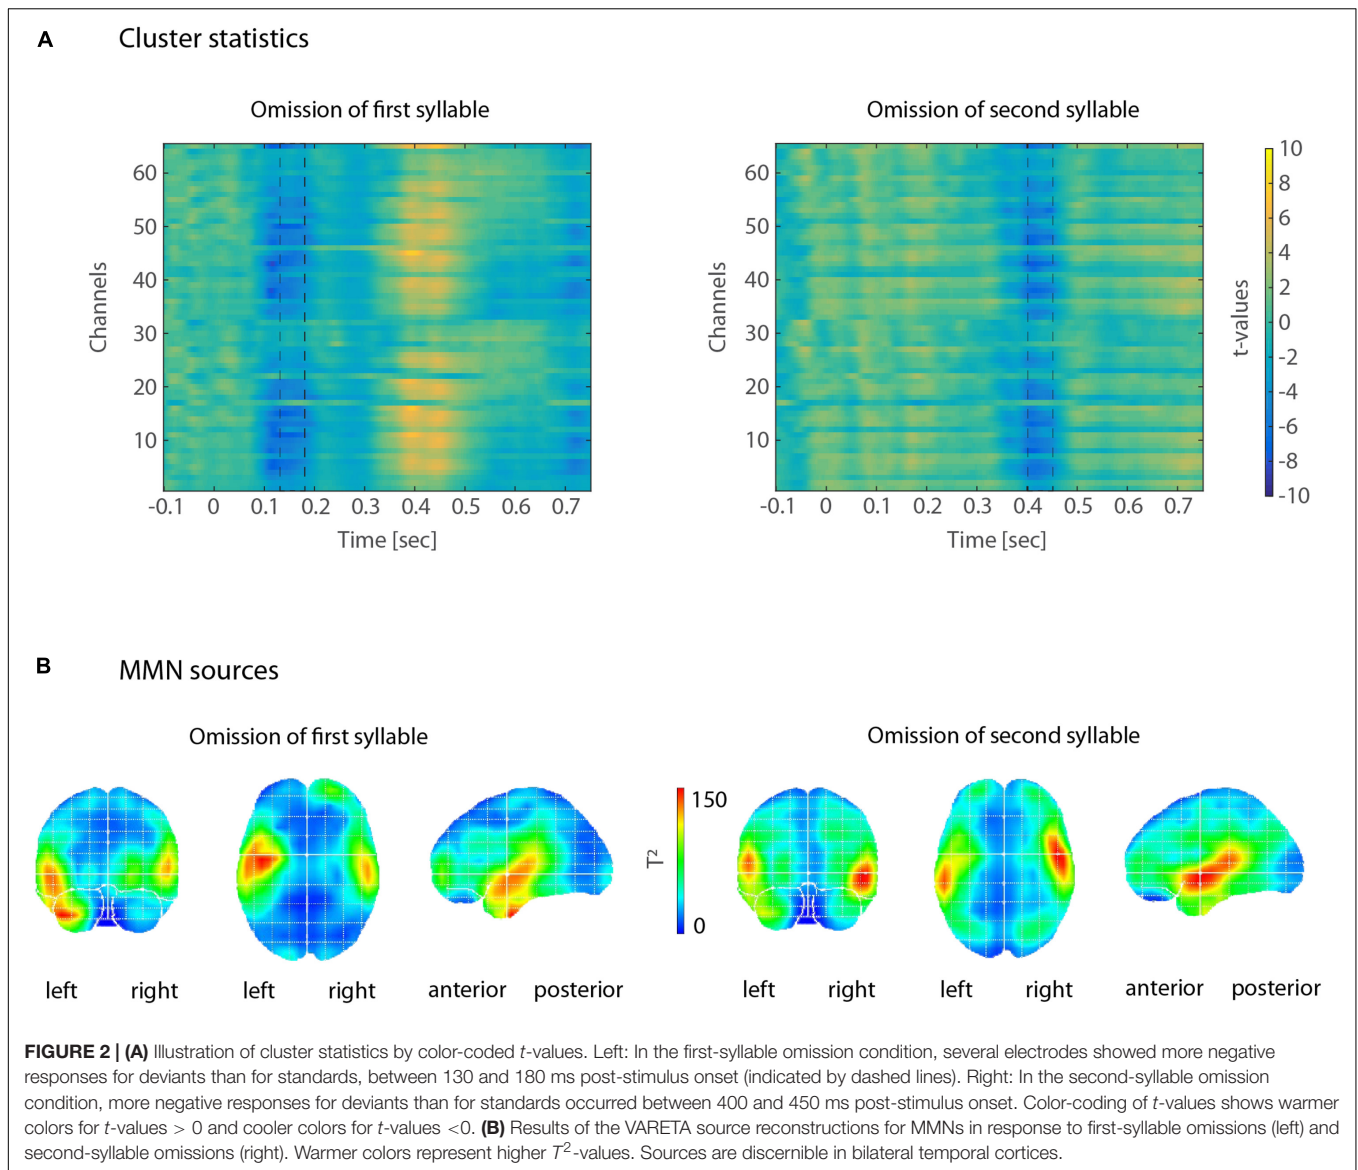 A Cluster statistics
Omission of first syllable
Omission of second syllable
Channels
60
50
40
30
20
10
-0.1 0 0.1 0.2 0.3 0.4 0.5 0.6 0.7
Time [sec]
Channels
60
50
40
30
20
10
-0.1 0 0.1 0.2 0.3 0.4 0.5 0.6 0.7
Time [sec]
10
8
6
4
2
0
-2
-4
-6
-8
-10
t-values
B MMN sources
Omission of first syllable
Omission of second syllable
150
T²
0
left right left right anterior posterior
left right left right anterior posterior
FIGURE 2 | (A) Illustration of cluster statistics by color-coded t-values. Left: In the first-syllable omission condition, several electrodes showed more negative
responses for deviants than for standards, between 130 and 180 ms post-stimulus onset (indicated by dashed lines). Right: In the second-syllable omission
condition, more negative responses for deviants than for standards occurred between 400 and 450 ms post-stimulus onset. Color-coding of t-values shows warmer
colors for t-values > 0 and cooler colors for t-values <0. (B) Results of the VARETA source reconstructions for MMNs in response to first-syllable omissions (left) and
second-syllable omissions (right). Warmer colors represent higher T²-values. Sources are discernible in bilateral temporal cortices.